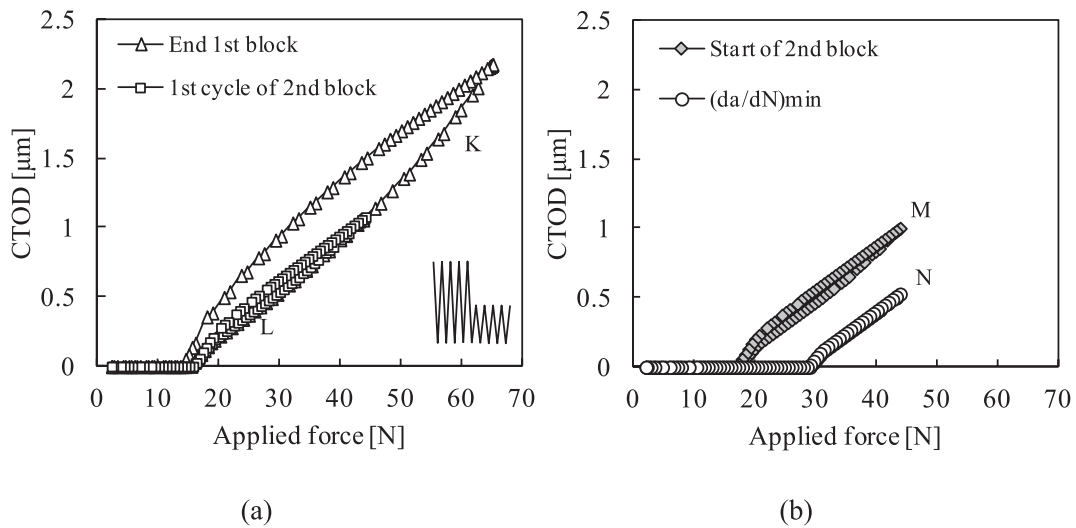 2.5
2
1.5
1
0.5
0
CTOD [µm]
End 1st block
1st cycle of 2nd block
K
L
0 10 20 30 40 50 60 70
Applied force [N]
(a)
2.5
2
1.5
1
0.5
0
CTOD [µm]
Start of 2nd block
(da/dN)min
M
N
0 10 20 30 40 50 60 70
Applied force [N]
(b)